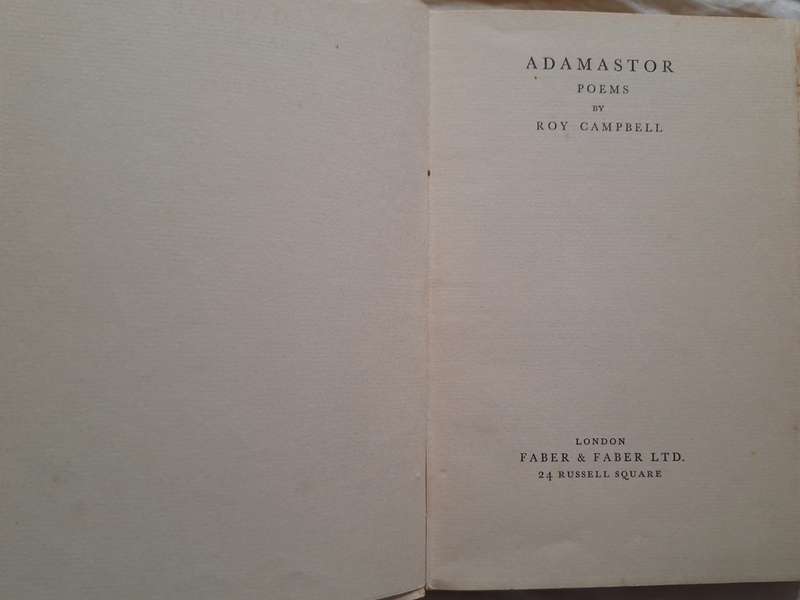 ADAMASTOR
POEMS
BY
ROY CAMPBELL
LONDON
FABER & FABER LTD.
24 RUSSELL SQUARE